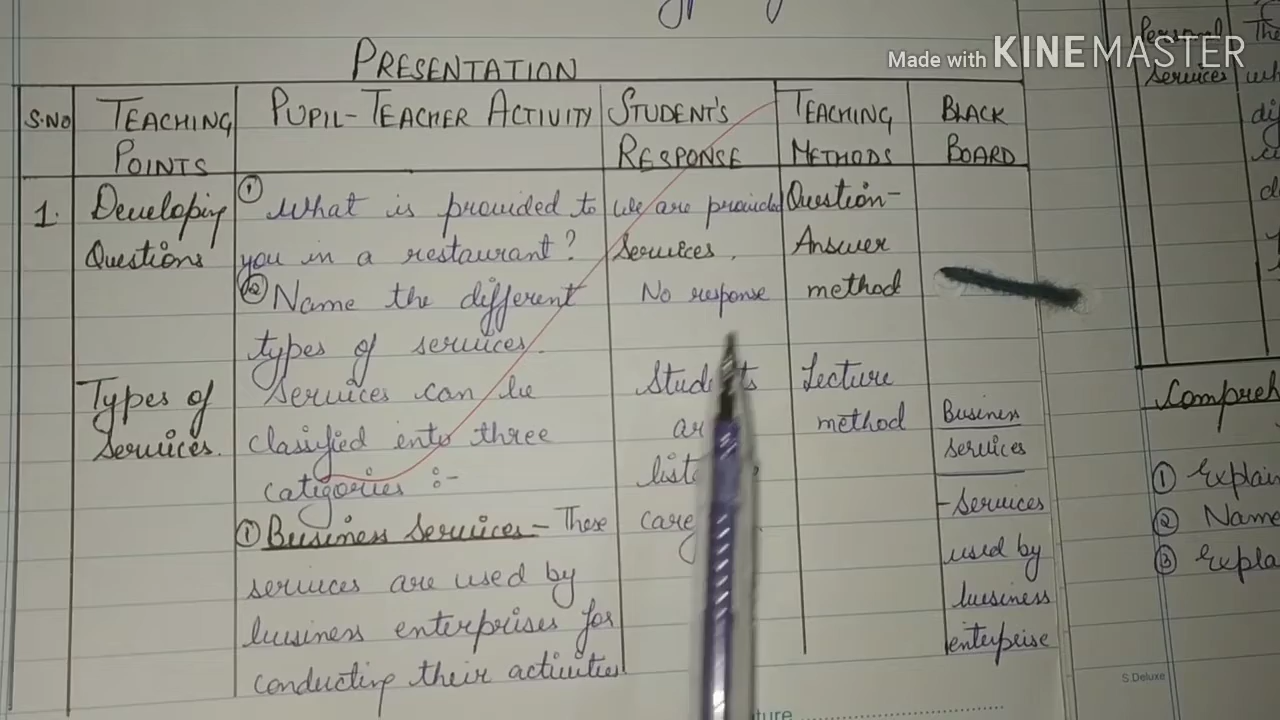 Made with KINEMASTER
PRESENTATION
S.NO TEACHING POINTS PUPIL-TEACHER ACTIVITY STUDENT'S RESPONSE TEACHING METHODS BLACK BOARD
1. Developing Questions
① What is provided to
you in a restaurant?
② Name the different
types of services.
We are provided
services.
No response
Question-
Answer
method
Types of
Services.
Services can be
clasified into three
categories :-
① Business Services - These
services are used by
business enterprises for
conducting their activities
Students
Lecture
method
Business
services
- Services
used by
business
enterprise
Personal
Services
① Explain
② Name
③
S.Deluxe